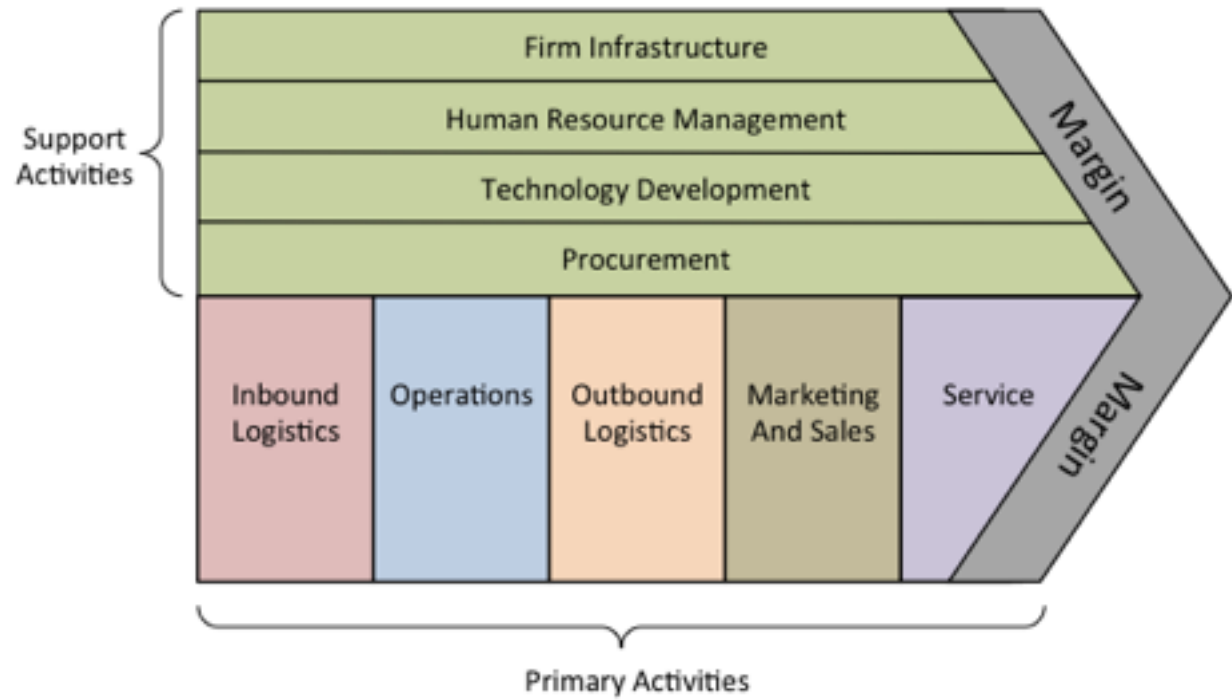 Firm Infrastructure
Human Resource Management
Technology Development
Procurement
Support
Activities
Margin
Inbound
Logistics
Operations
Outbound
Logistics
Marketing
And Sales
Service
Margin
Primary Activities